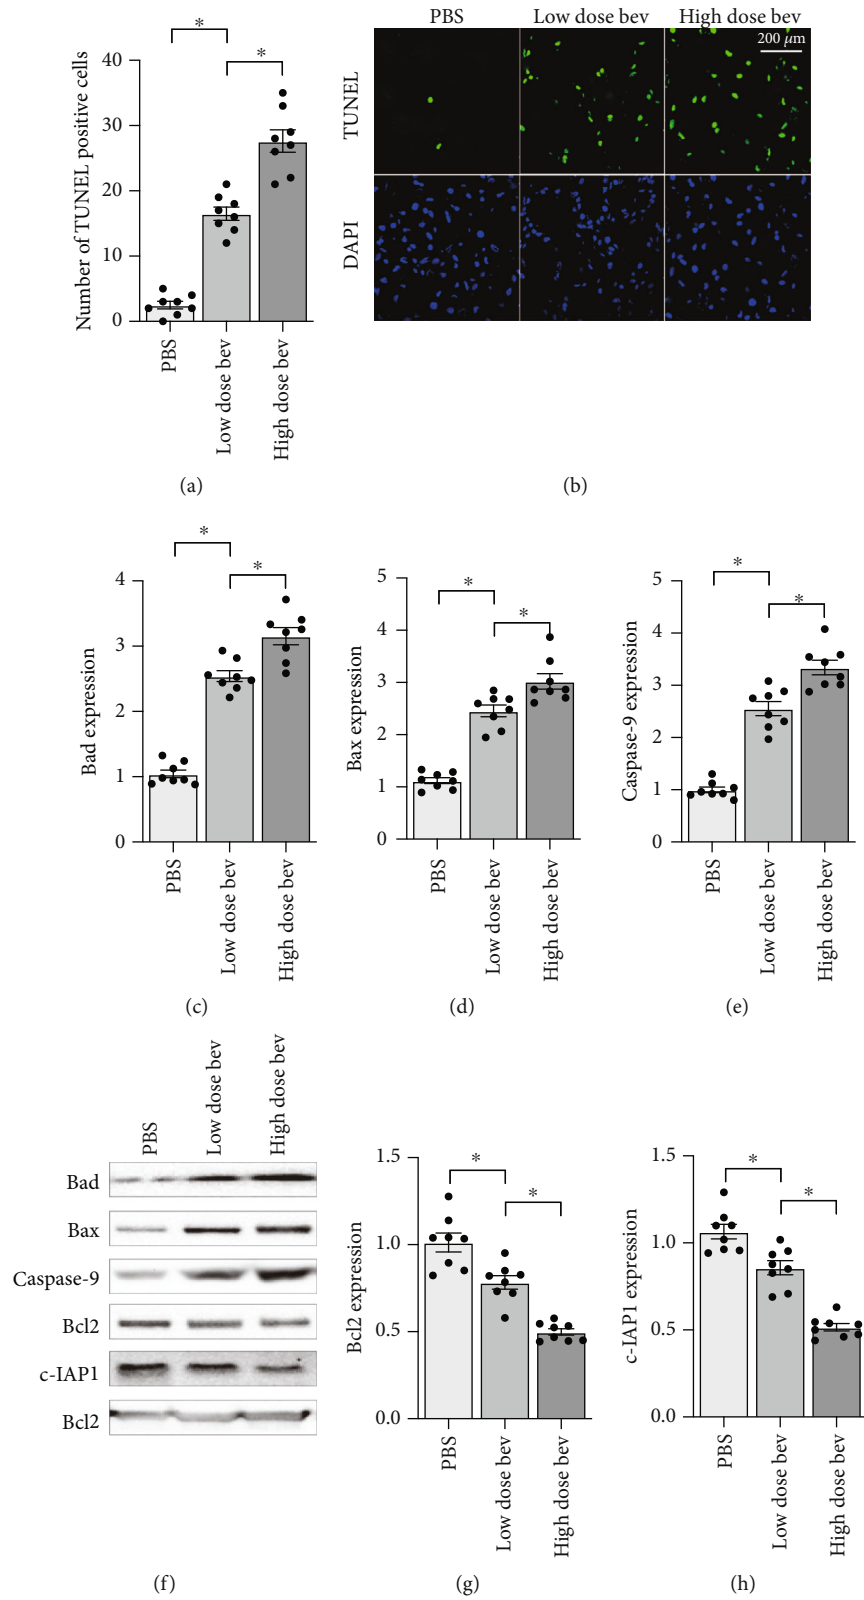 PBS Low dose bev High dose bev
200 μm
TUNEL
DAPI
Number of TUNEL positive cells
40
30
20
10
0
*
*
PBS
Low dose bev
High dose bev
(a)
(b)
Bad expression
4
3
2
1
0
*
*
PBS
Low dose bev
High dose bev
(c)
Bax expression
5
4
3
2
1
0
*
*
PBS
Low dose bev
High dose bev
(d)
Caspase-9 expression
5
4
3
2
1
0
*
*
PBS
Low dose bev
High dose bev
(e)
PBS
Low dose bev
High dose bev
Bad
Bax
Caspase-9
Bcl2
c-IAP1
Bcl2
(f)
Bcl2 expression
1.5
1.0
0.5
0.0
*
*
PBS
Low dose bev
High dose bev
(g)
c-IAP1 expression
1.5
1.0
0.5
0.0
*
*
PBS
Low dose bev
High dose bev
(h)